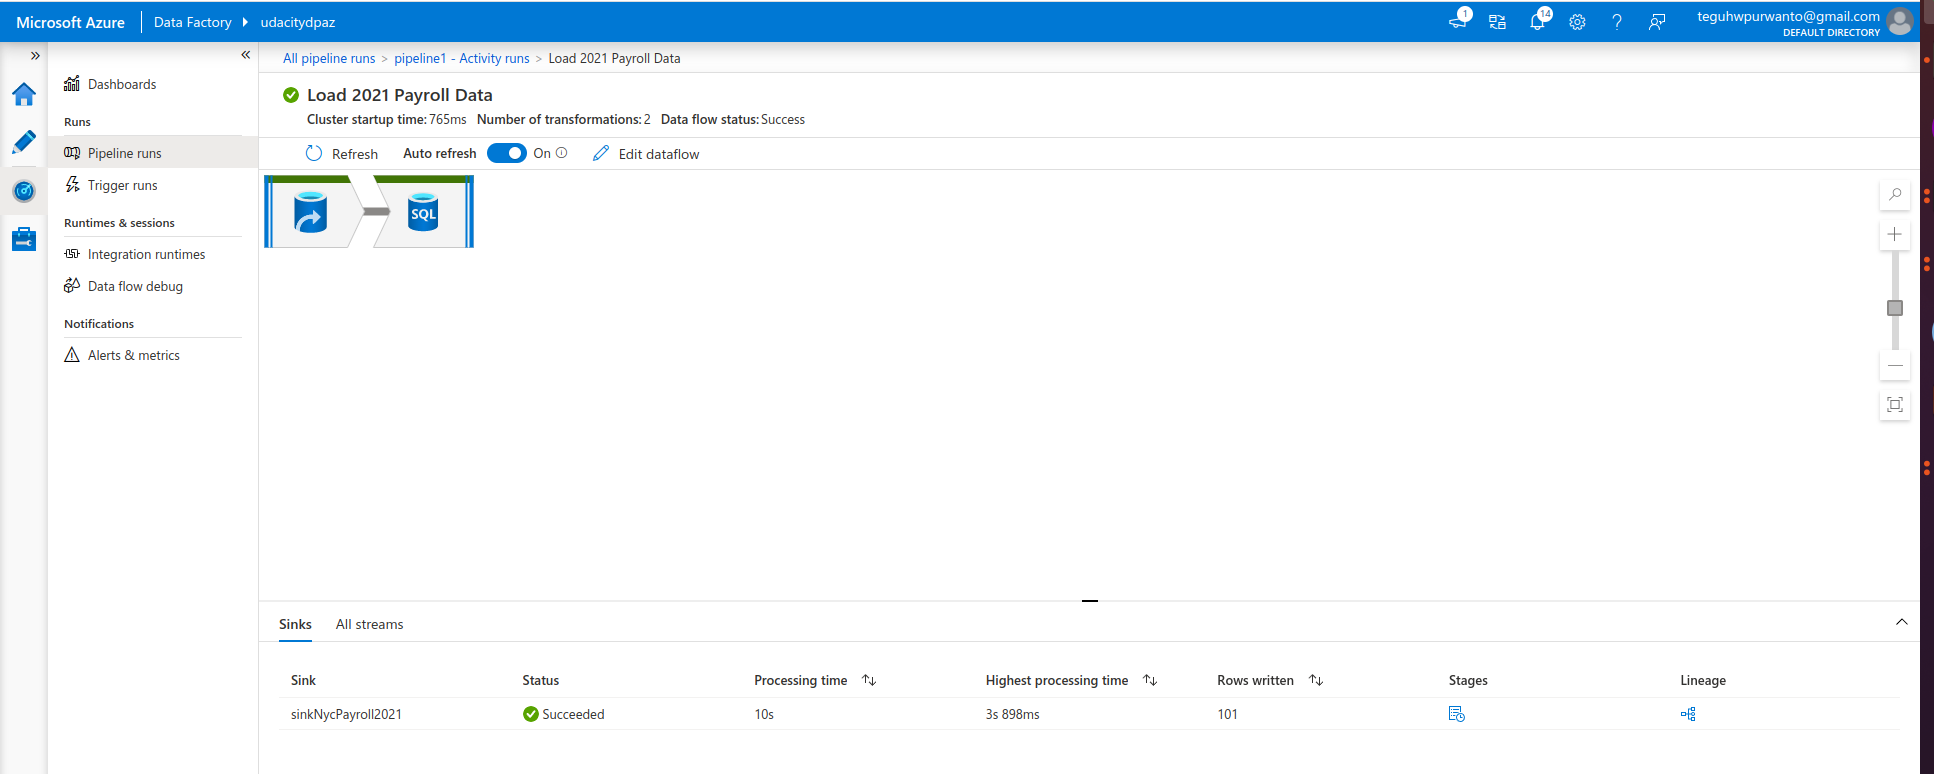 Microsoft Azure
Data Factory
udacitydpaz
1
14
?
teguhwpurwanto@gmail.com
DEFAULT DIRECTORY
»
«
Dashboards
Runs
Pipeline runs
Trigger runs
Runtimes & sessions
Integration runtimes
Data flow debug
Notifications
Alerts & metrics
All pipeline runs > pipeline1 - Activity runs > Load 2021 Payroll Data
Load 2021 Payroll Data
Cluster startup time: 765ms Number of transformations: 2 Data flow status: Success
Refresh
Auto refresh
On
Edit dataflow
SQL
Sinks
All streams
Sink Status Processing time Highest processing time Rows written Stages Lineage
sinkNycPayroll2021 Succeeded 10s 3s 898ms 101